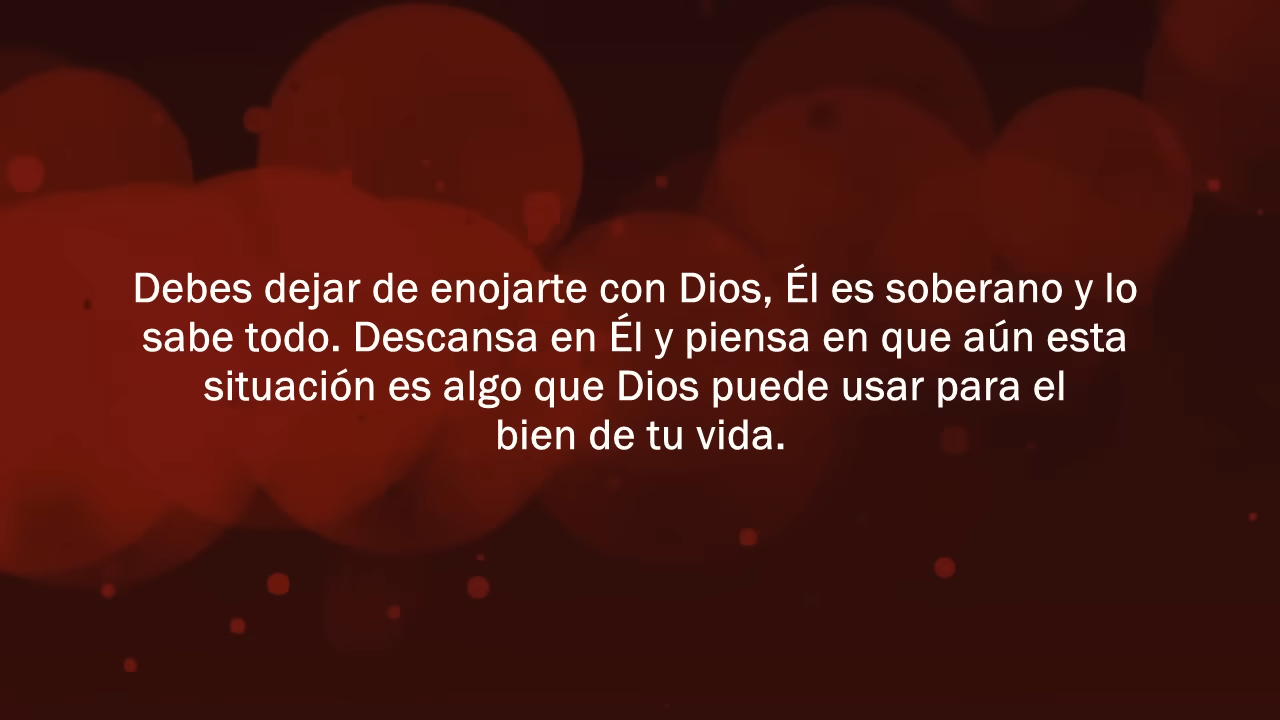 Debes dejar de enojarte con Dios, Él es soberano y lo
sabe todo. Descansa en Él y piensa en que aún esta
situación es algo que Dios puede usar para el
bien de tu vida.